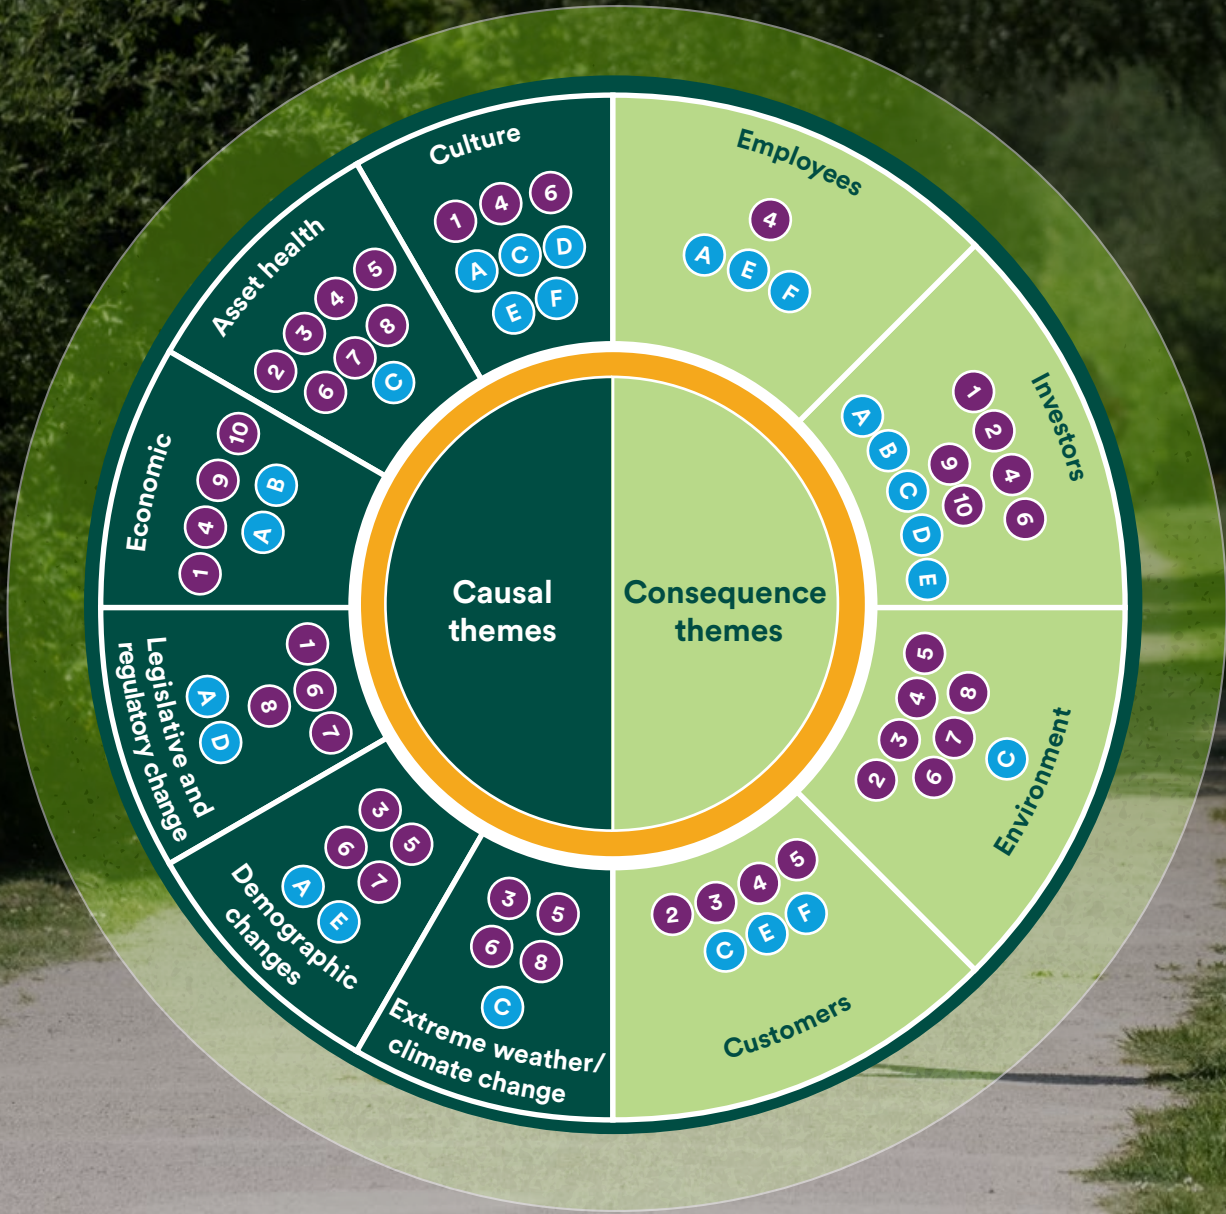 Culture
1 4 6
A C D
E F
Employees
4
A E F
Investors
1 2 4 6
9 10
A B C D E
Environment
5 4 3 2
8 7 6
C
Customers
2 3 4 5
C E F
Extreme weather/
climate change
3 5
6 8
C
Demographic
changes
3 5
6 7
A E
Legislative and
regulatory change
1 6 7
8
A D
Economic
10 9 4 1
B A
Asset health
2 3 4 5
6 7 8
C
Causal
themes
Consequence
themes